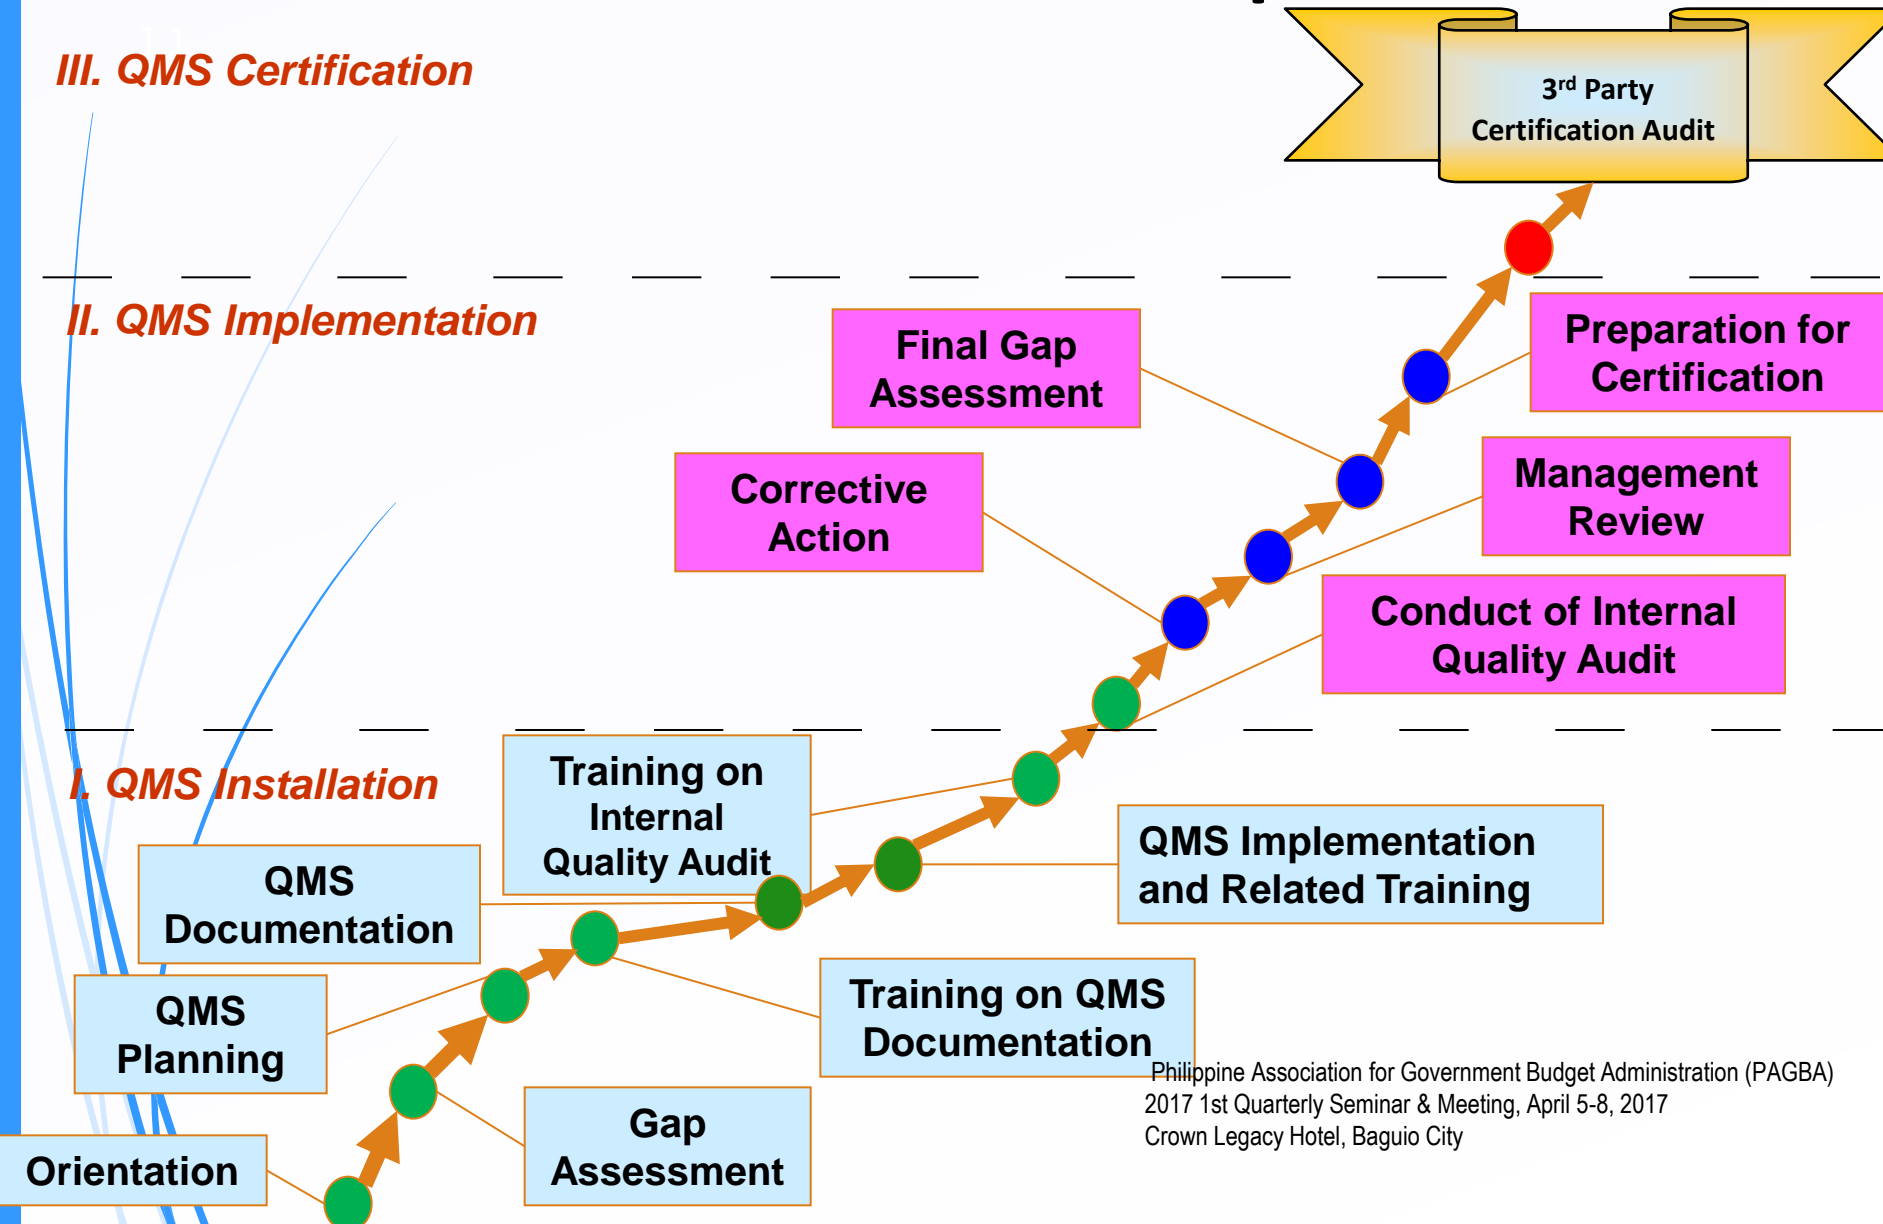 III. QMS Certification
3rd Party
Certification Audit
II. QMS Implementation
Final Gap
Assessment
Preparation for
Certification
Corrective
Action
Management
Review
Conduct of Internal
Quality Audit
I. QMS Installation
Training on
Internal
Quality Audit
QMS Implementation
and Related Training
QMS
Documentation
Training on QMS
Documentation
QMS
Planning
Gap
Assessment
Orientation
Philippine Association for Government Budget Administration (PAGBA)
2017 1st Quarterly Seminar & Meeting, April 5-8, 2017
Crown Legacy Hotel, Baguio City